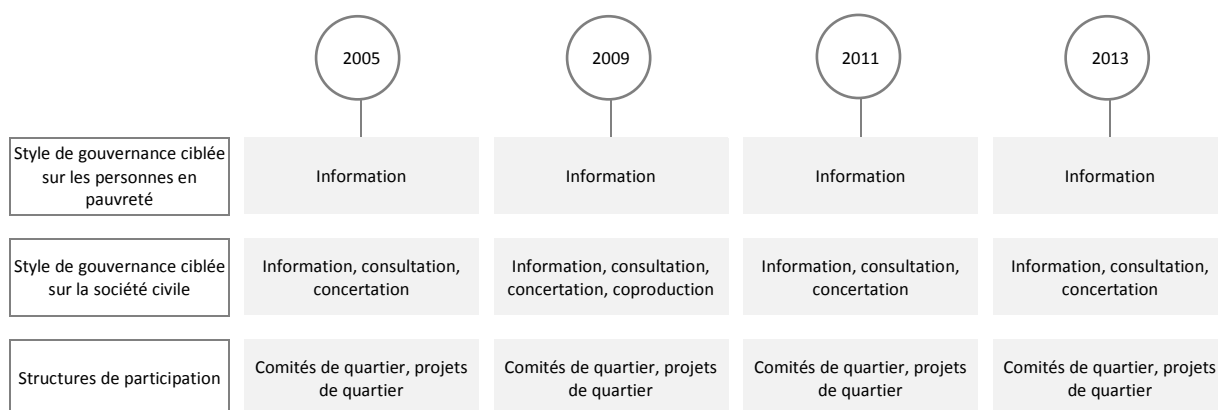 2005
2009
2011
2013
Style de gouvernance ciblée
sur les personnes en
pauvreté
Information
Information
Information
Information
Style de gouvernance ciblée
sur la société civile
Information, consultation,
concertation
Information, consultation,
concertation, coproduction
Information, consultation,
concertation
Information, consultation,
concertation
Structures de participation
Comités de quartier, projets
de quartier
Comités de quartier, projets
de quartier
Comités de quartier, projets
de quartier
Comités de quartier, projets
de quartier